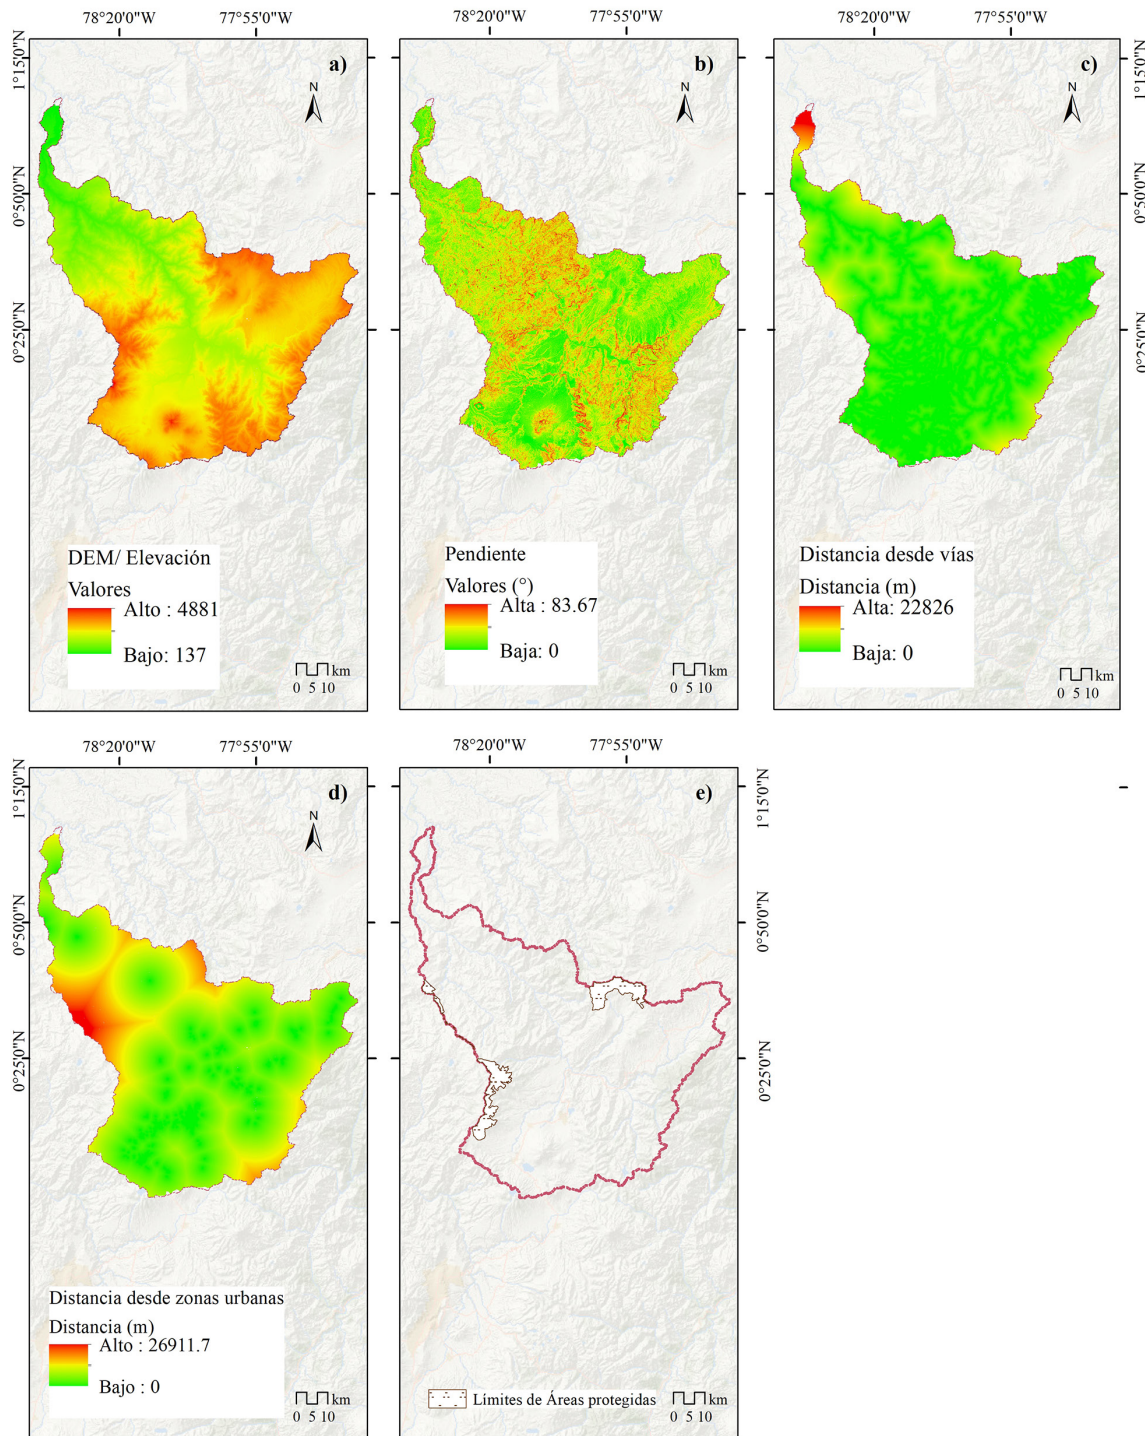 78°20'0"W 77°55'0"W
78°20'0"W 77°55'0"W
78°20'0"W 77°55'0"W
1°15'0"N
0°50'0"N
0°25'0"N
a)
N
DEM/ Elevación
Valores
Alto : 4881
Bajo: 137
km
0 5 10
b)
N
Pendiente
Valores (°)
Alta : 83.67
Baja: 0
km
0 5 10
c)
N
1°15'0"N
0°50'0"N
0°25'0"N
Distancia desde vías
Distancia (m)
Alta: 22826
Baja: 0
km
0 5 10
78°20'0"W 77°55'0"W
78°20'0"W 77°55'0"W
1°15'0"N
0°50'0"N
0°25'0"N
d)
N
Distancia desde zonas urbanas
Distancia (m)
Alto : 26911.7
Bajo : 0
km
0 5 10
e)
1°15'0"N
0°50'0"N
0°25'0"N
Límites de Áreas protegidas
km
0 5 10